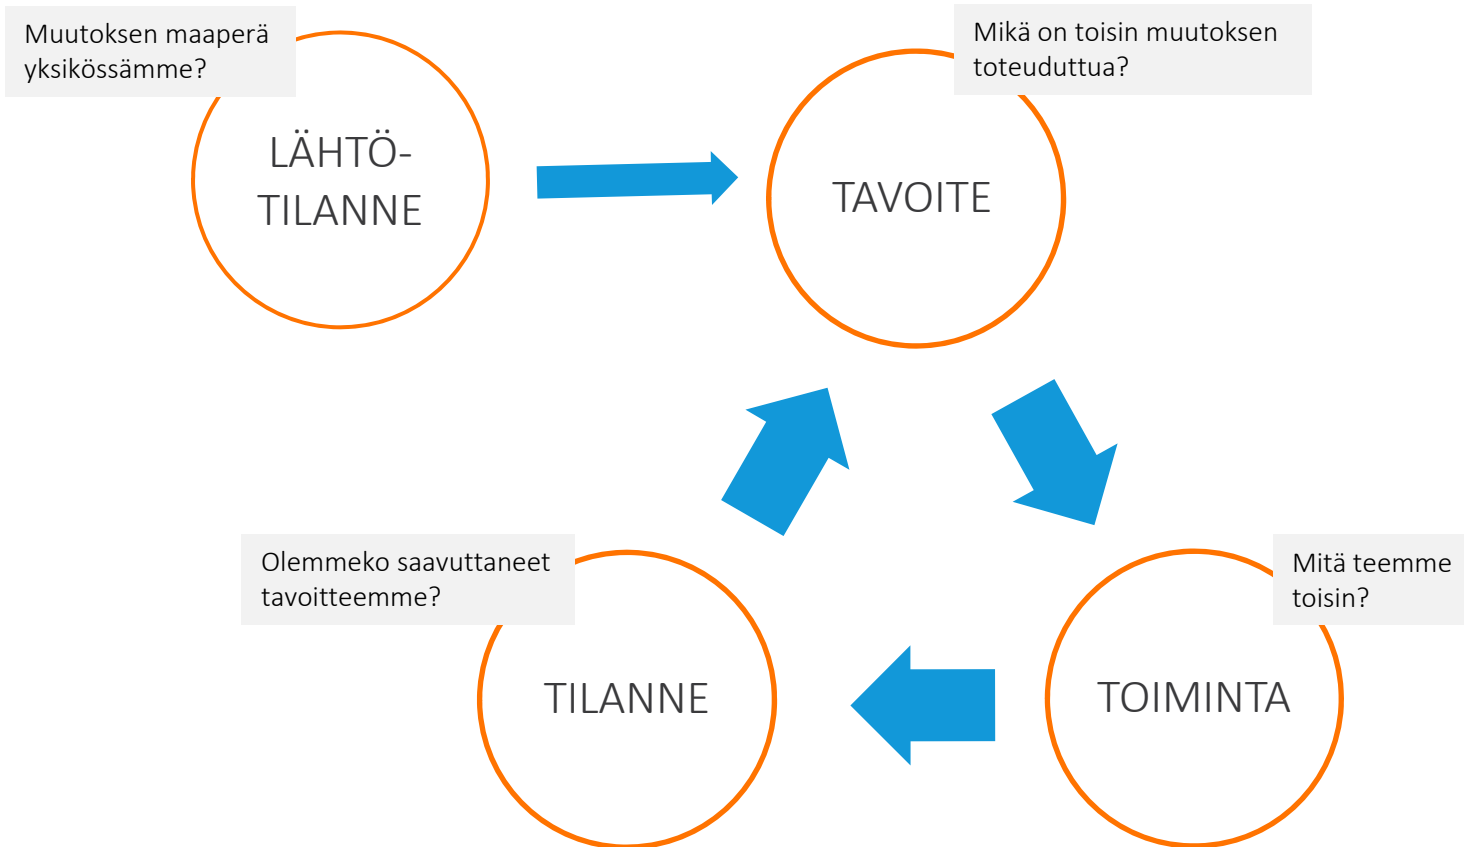 Muutoksen maaperä
yksikössämme?
LÄHTÖ-
TILANNE
Mikä on toisin muutoksen
toteuduttua?
TAVOITE
Mitä teemme
toisin?
TOIMINTA
Olemmeko saavuttaneet
tavoitteemme?
TILANNE